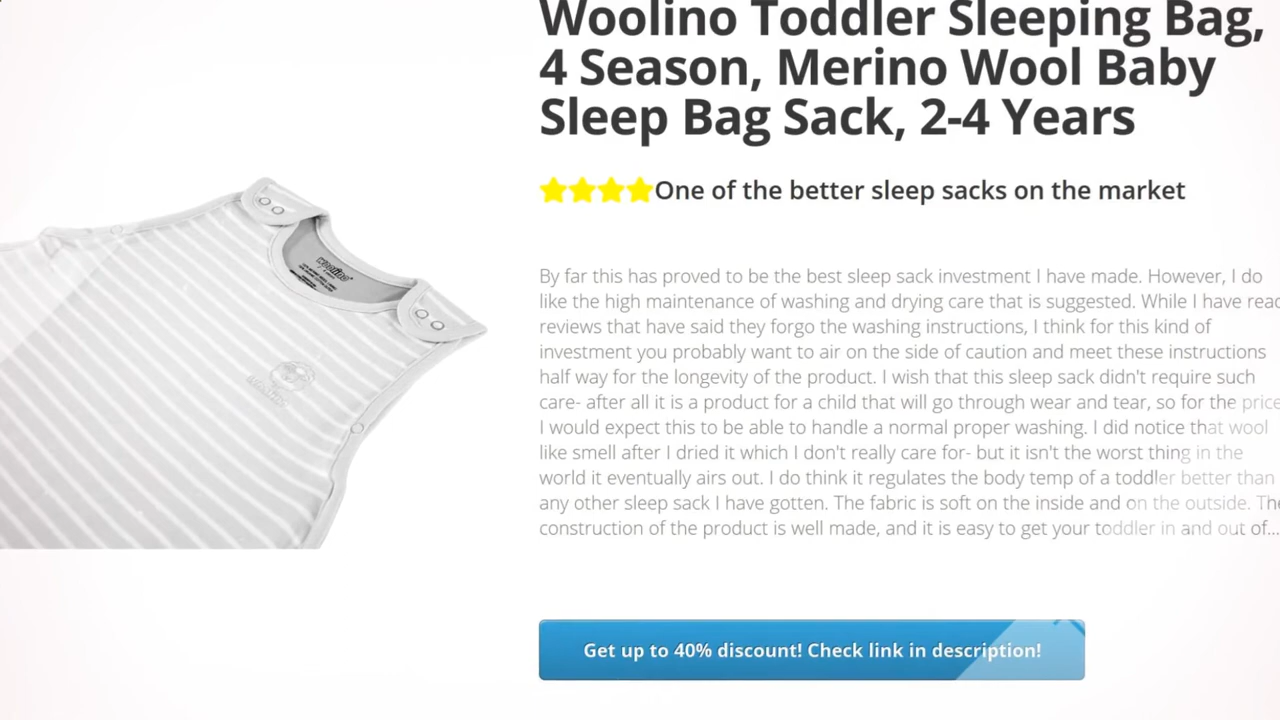 Woolino Toddler Sleeping Bag,
4 Season, Merino Wool Baby
Sleep Bag Sack, 2-4 Years
One of the better sleep sacks on the market
By far this has proved to be the best sleep sack investment I have made. However, I do
like the high maintenance of washing and drying care that is suggested. While I have read
reviews that have said they forgo the washing instructions, I think for this kind of
investment you probably want to air on the side of caution and meet these instructions
half way for the longevity of the product. I wish that this sleep sack didn't require such
care- after all it is a product for a child that will go through wear and tear, so for the price
I would expect this to be able to handle a normal proper washing. I did notice that wool
like smell after I dried it which I don't really care for- but it isn't the worst thing in the
world it eventually airs out. I do think it regulates the body temp of a toddler better than
any other sleep sack I have gotten. The fabric is soft on the inside and on the outside. The
construction of the product is well made, and it is easy to get your toddler in and out of...
woolino
Get up to 40% discount! Check link in description!